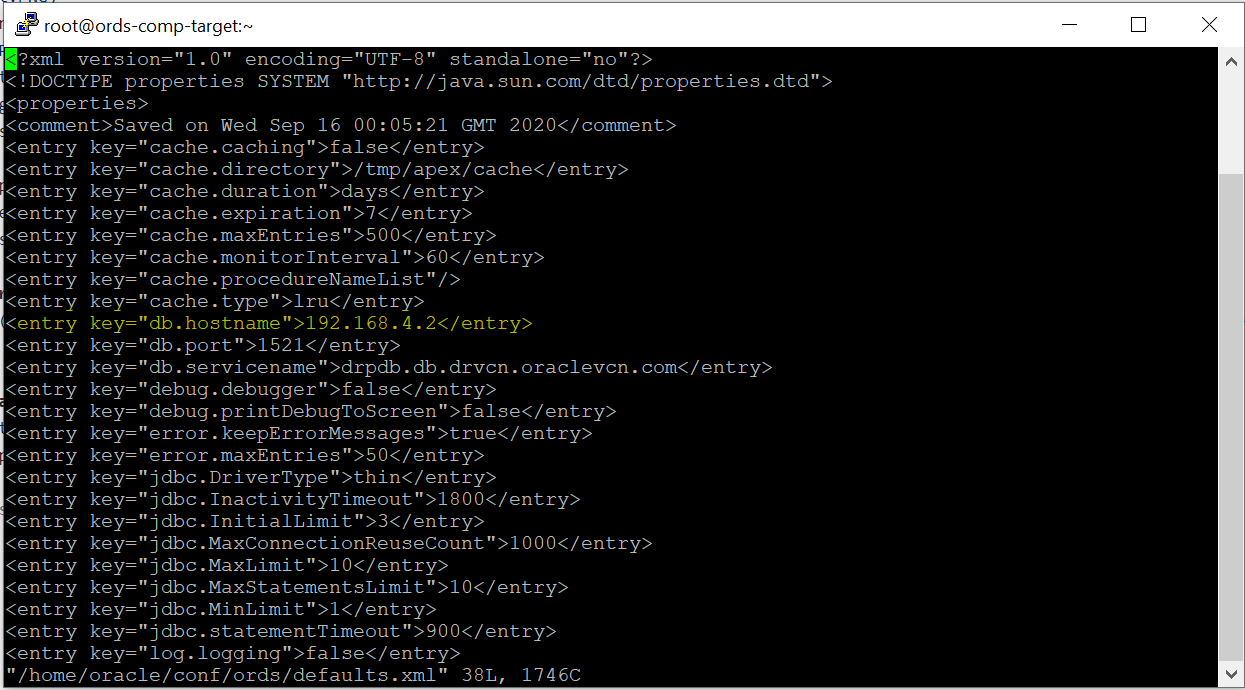 root@ords-comp-target:~
<?xml version="1.0" encoding="UTF-8" standalone="no"?>
<!DOCTYPE properties SYSTEM "http://java.sun.com/dtd/properties.dtd">
<properties>
<comment>Saved on Wed Sep 16 00:05:21 GMT 2020</comment>
<entry key="cache.caching">false</entry>
<entry key="cache.directory">/tmp/apex/cache</entry>
<entry key="cache.duration">days</entry>
<entry key="cache.expiration">7</entry>
<entry key="cache.maxEntries">500</entry>
<entry key="cache.monitorInterval">60</entry>
<entry key="cache.procedureNameList"/>
<entry key="cache.type">lru</entry>
<entry key="db.hostname">192.168.4.2</entry>
<entry key="db.port">1521</entry>
<entry key="db.servicename">drpdb.db.drvcn.oraclevcn.com</entry>
<entry key="debug.debugger">false</entry>
<entry key="debug.printDebugToScreen">false</entry>
<entry key="error.keepErrorMessages">true</entry>
<entry key="error.maxEntries">50</entry>
<entry key="jdbc.DriverType">thin</entry>
<entry key="jdbc.InactivityTimeout">1800</entry>
<entry key="jdbc.InitialLimit">3</entry>
<entry key="jdbc.MaxConnectionReuseCount">1000</entry>
<entry key="jdbc.MaxLimit">10</entry>
<entry key="jdbc.MaxStatementsLimit">10</entry>
<entry key="jdbc.MinLimit">1</entry>
<entry key="jdbc.statementTimeout">900</entry>
<entry key="log.logging">false</entry>
"/home/oracle/conf/ords/defaults.xml" 38L, 1746C